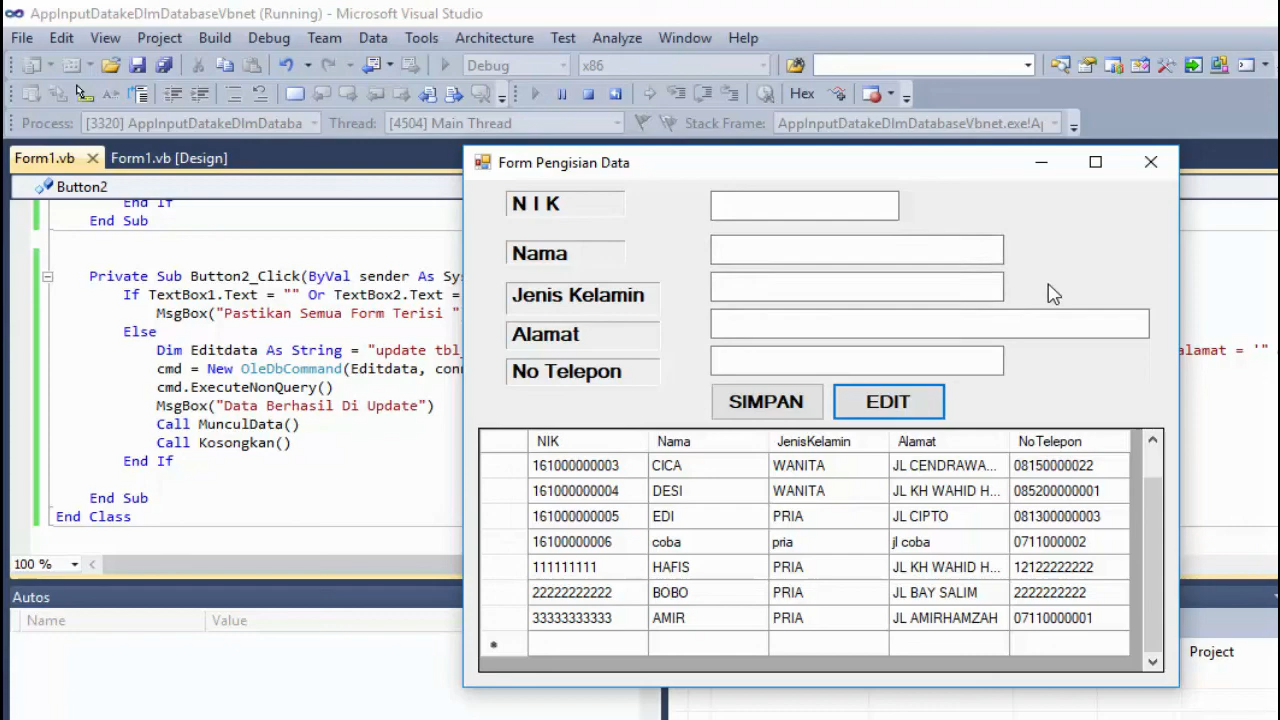 AppInputDatakeDlmDatabaseVbnet (Running) - Microsoft Visual Studio
File Edit View Project Build Debug Team Data Tools Architecture Test Analyze Window Help
Debug x86
Hex
Process: [3320] AppInputDatakeDlmDataba Thread: [4504] Main Thread Stack Frame: AppInputDatakeDlmDatabaseVbnet.exe!A
Form1.vb Form1.vb [Design]
Button2
End If
End Sub
Private Sub Button2_Click(ByVal sender As Sy
If TextBox1.Text = "" Or TextBox2.Text =
MsgBox("Pastikan Semua Form Terisi "
Else
Dim Editdata As String = "update tbl_ alamat = '"
cmd = New OleDbCommand(Editdata, con
cmd.ExecuteNonQuery()
MsgBox("Data Berhasil Di Update")
Call MunculData()
Call Kosongkan()
End If
End Sub
End Class
100 %
Autos
Name Value
Project
Form Pengisian Data
N I K
Nama
Jenis Kelamin
Alamat
No Telepon
SIMPAN EDIT
NIK Nama JenisKelamin Alamat NoTelepon
161000000003 CICA WANITA JL CENDRAWA... 08150000022
161000000004 DESI WANITA JL KH WAHID H... 085200000001
161000000005 EDI PRIA JL CIPTO 081300000003
16100000006 coba pria jl coba 0711000002
111111111 HAFIS PRIA JL KH WAHID H... 12122222222
22222222222 BOBO PRIA JL BAY SALIM 2222222222
33333333333 AMIR PRIA JL AMIRHAMZAH 07110000001